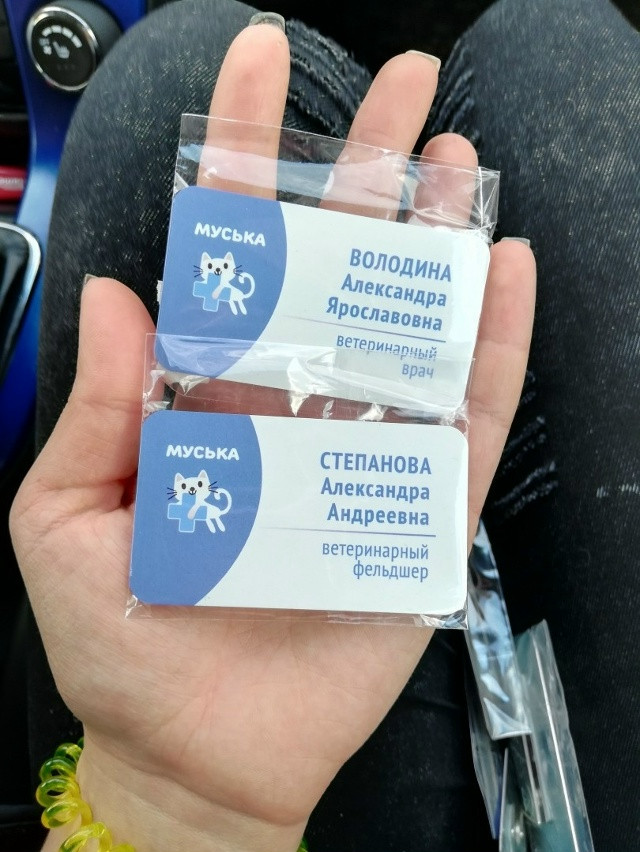 МУСЬКА
ВОЛОДИНА
Александра
Ярославовна
ветеринарный
врач
МУСЬКА
СТЕПАНОВА
Александра
Андреевна
ветеринарный
фельдшер